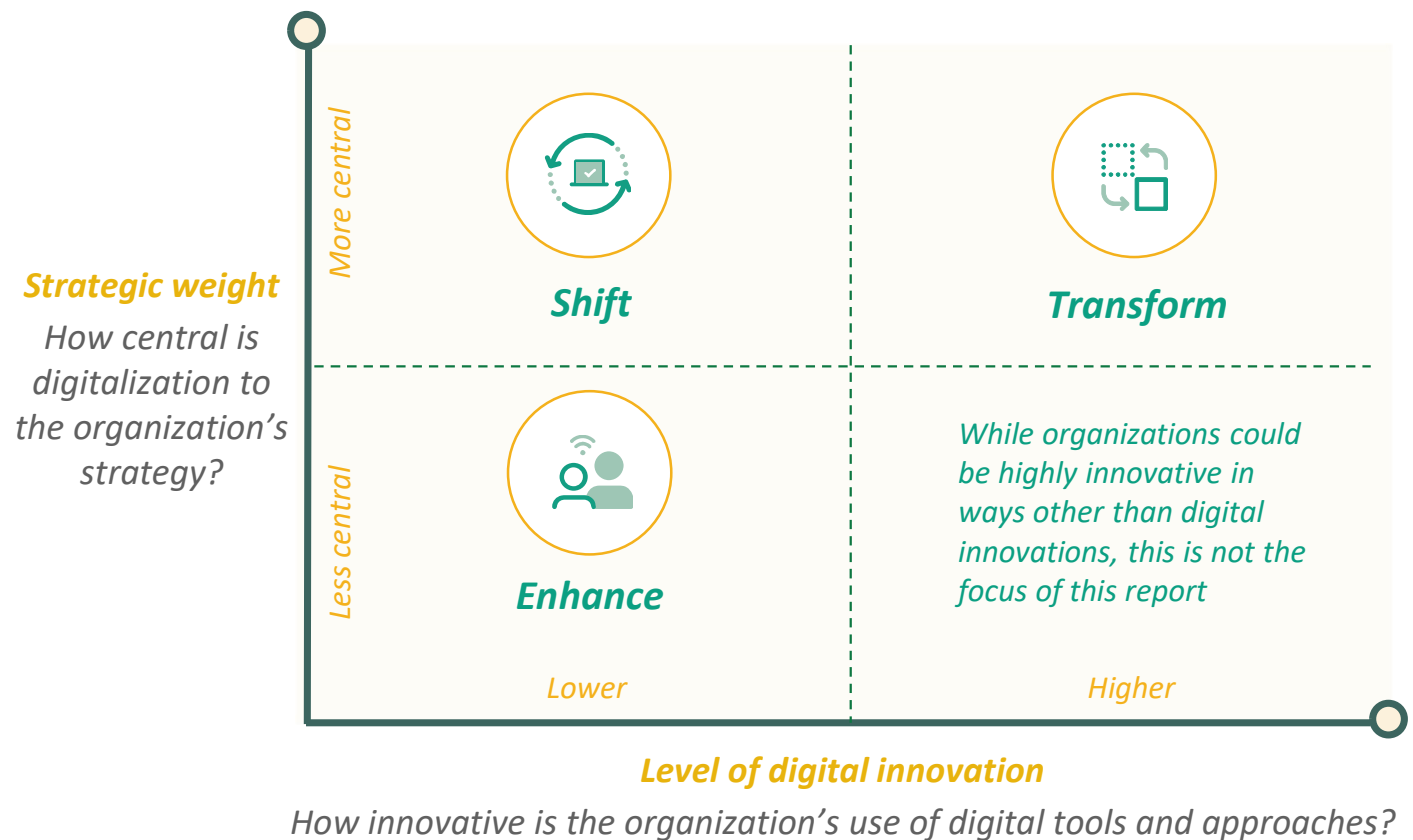 More central
Shift
Transform
Strategic weight
How central is
digitalization to
the organization's
strategy?
Less central
Enhance
While organizations could
be highly innovative in
ways other than digital
innovations, this is not the
focus of this report
Lower
Higher
Level of digital innovation
How innovative is the organization's use of digital tools and approaches?